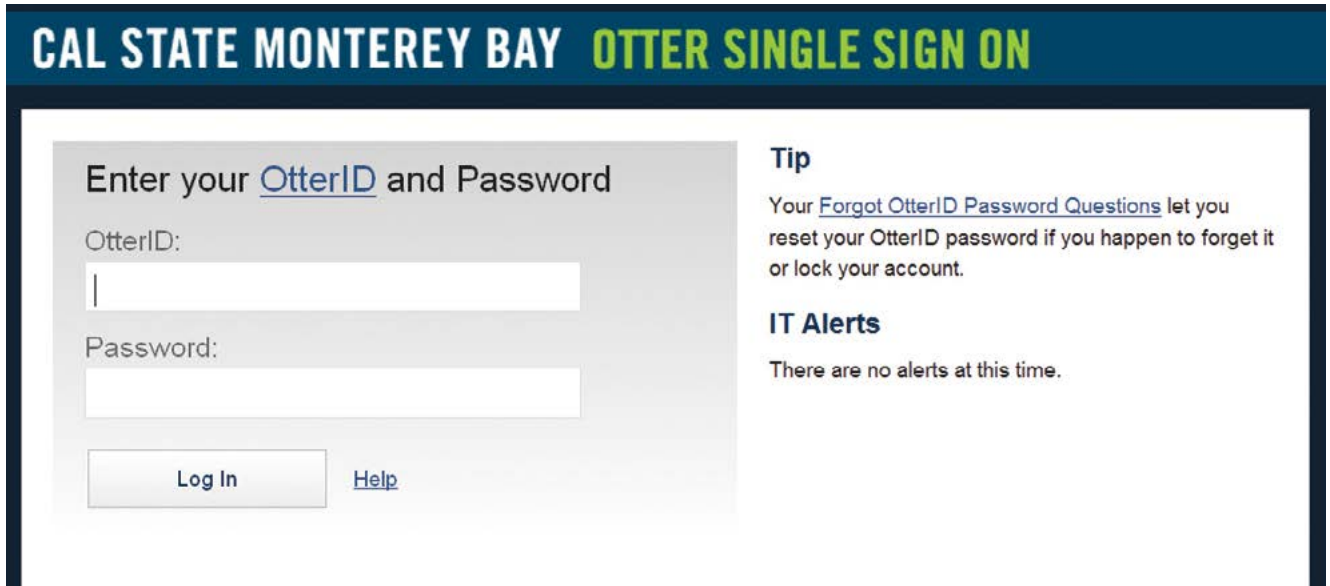 CAL STATE MONTEREY BAY OTTER SINGLE SIGN ON
Enter your OtterID and Password
OtterID:
Password:
Log In
Help
Tip
Your Forgot OtterID Password Questions let you
reset your OtterID password if you happen to forget it
or lock your account.
IT Alerts
There are no alerts at this time.